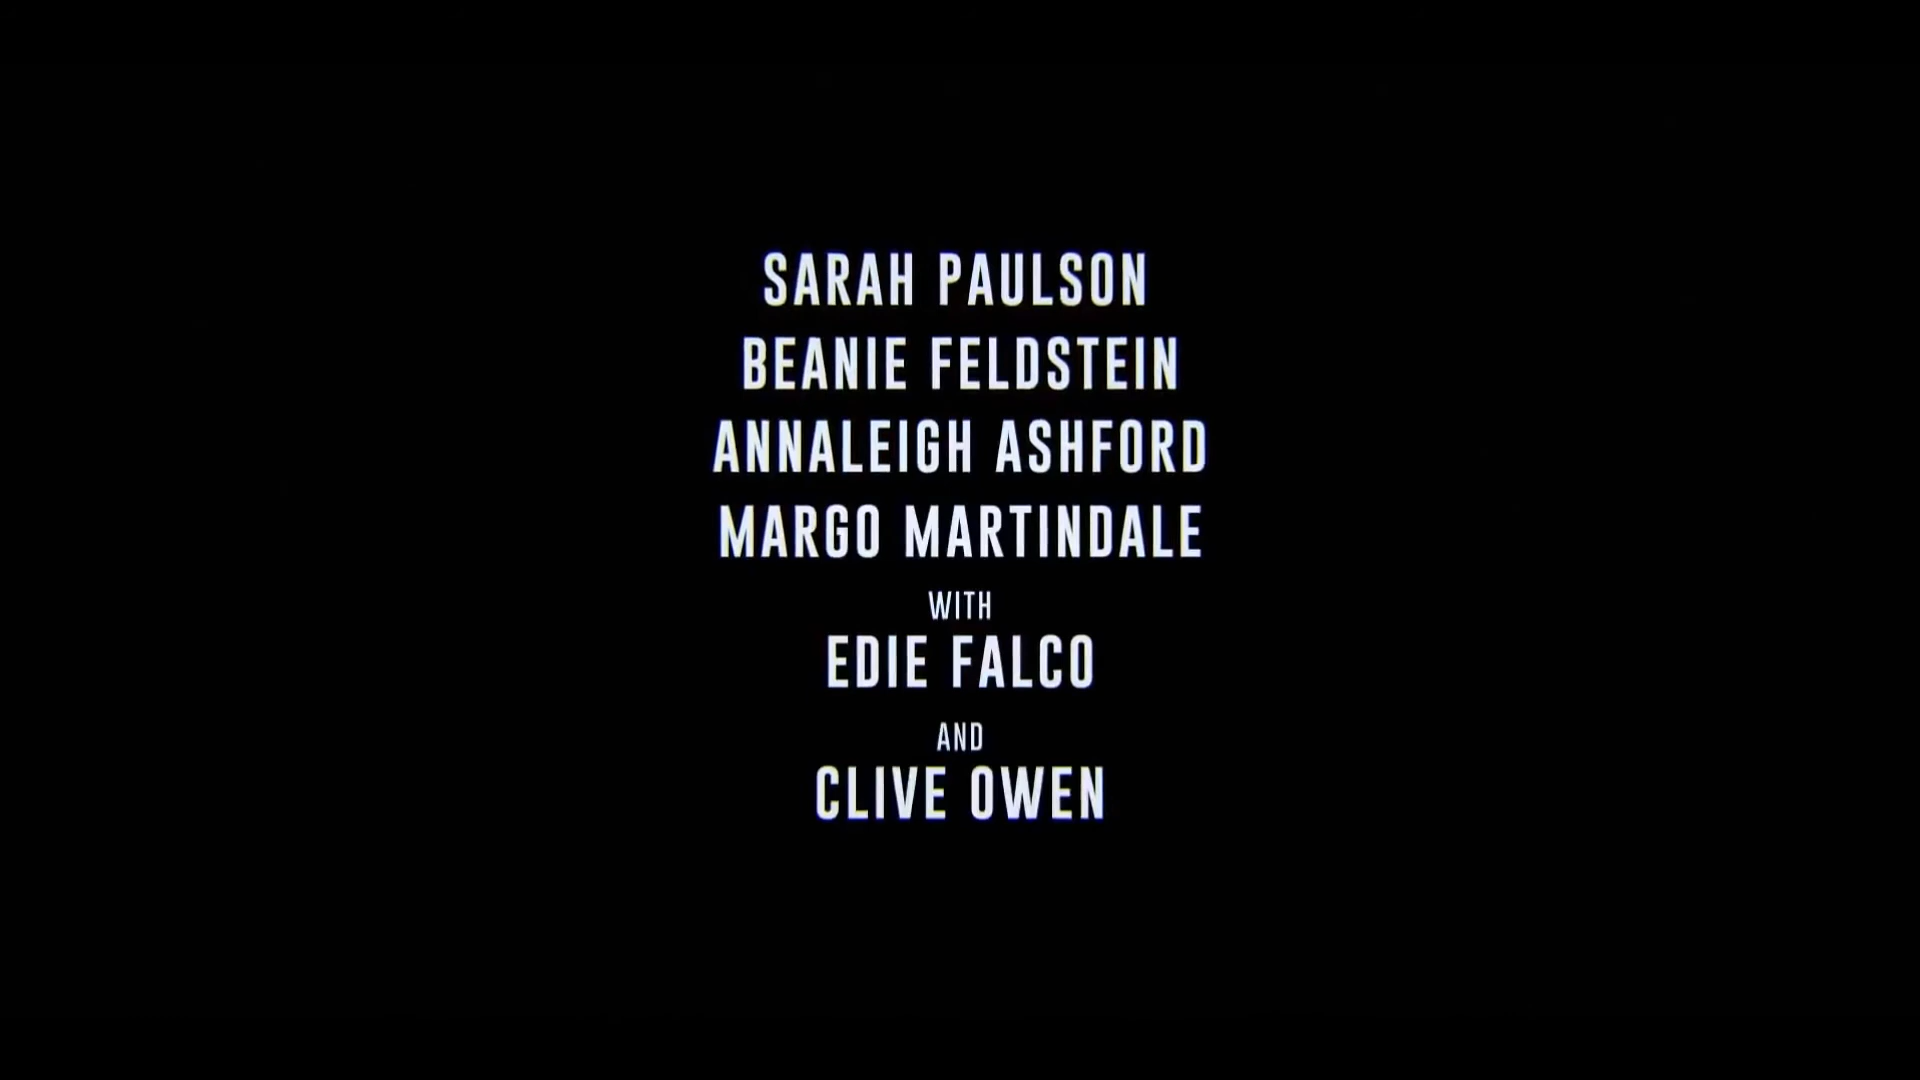 SARAH PAULSON
BEANIE FELDSTEIN
ANNALEIGH ASHFORD
MARGO MARTINDALE
WITH
EDIE FALCO
AND
CLIVE OWEN